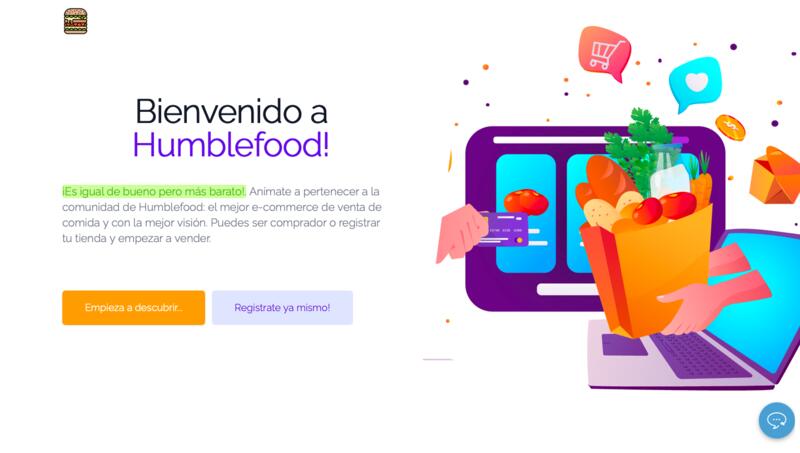 Bienvenido a
Humblefood!
¡Es igual de bueno pero más barato!. Anímate a pertenecer a la
comunidad de Humblefood: el mejor e-commerce de venta de
comida y con la mejor visión. Puedes ser comprador o registrar
tu tienda y empezar a vender.
Empieza a descubrir...
Registrate ya mismo!